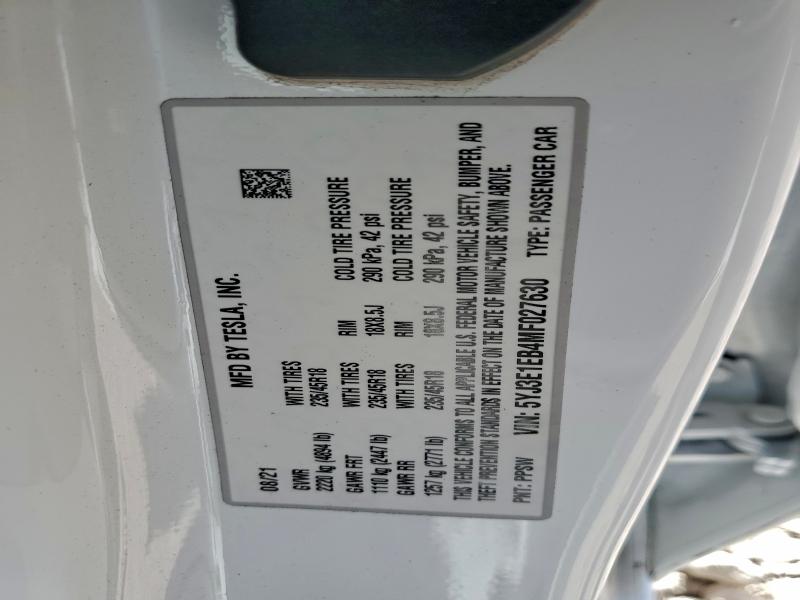 MFD BY TESLA, INC.
08/21
GVWR WITH TIRES RIM COLD TIRE PRESSURE
2220 kg (4894 lb) 235/45R18
GAWR FRT WITH TIRES RIM COLD TIRE PRESSURE
1110 kg (2447 lb) 235/45R18 18X8.5J 290 kPa, 42 psi
GAWR RR WITH TIRES RIM COLD TIRE PRESSURE
1257 kg (2771 lb) 235/45R18 18X8.5J 290 kPa, 42 psi
THIS VEHICLE CONFORMS TO ALL APPLICABLE U.S. FEDERAL MOTOR VEHICLE SAFETY, BUMPER, AND
THEFT PREVENTION STANDARDS IN EFFECT ON THE DATE OF MANUFACTURE SHOWN ABOVE.
PNT: PPSW VIN: 5YJ3E1EB4MF027630 TYPE: PASSENGER CAR